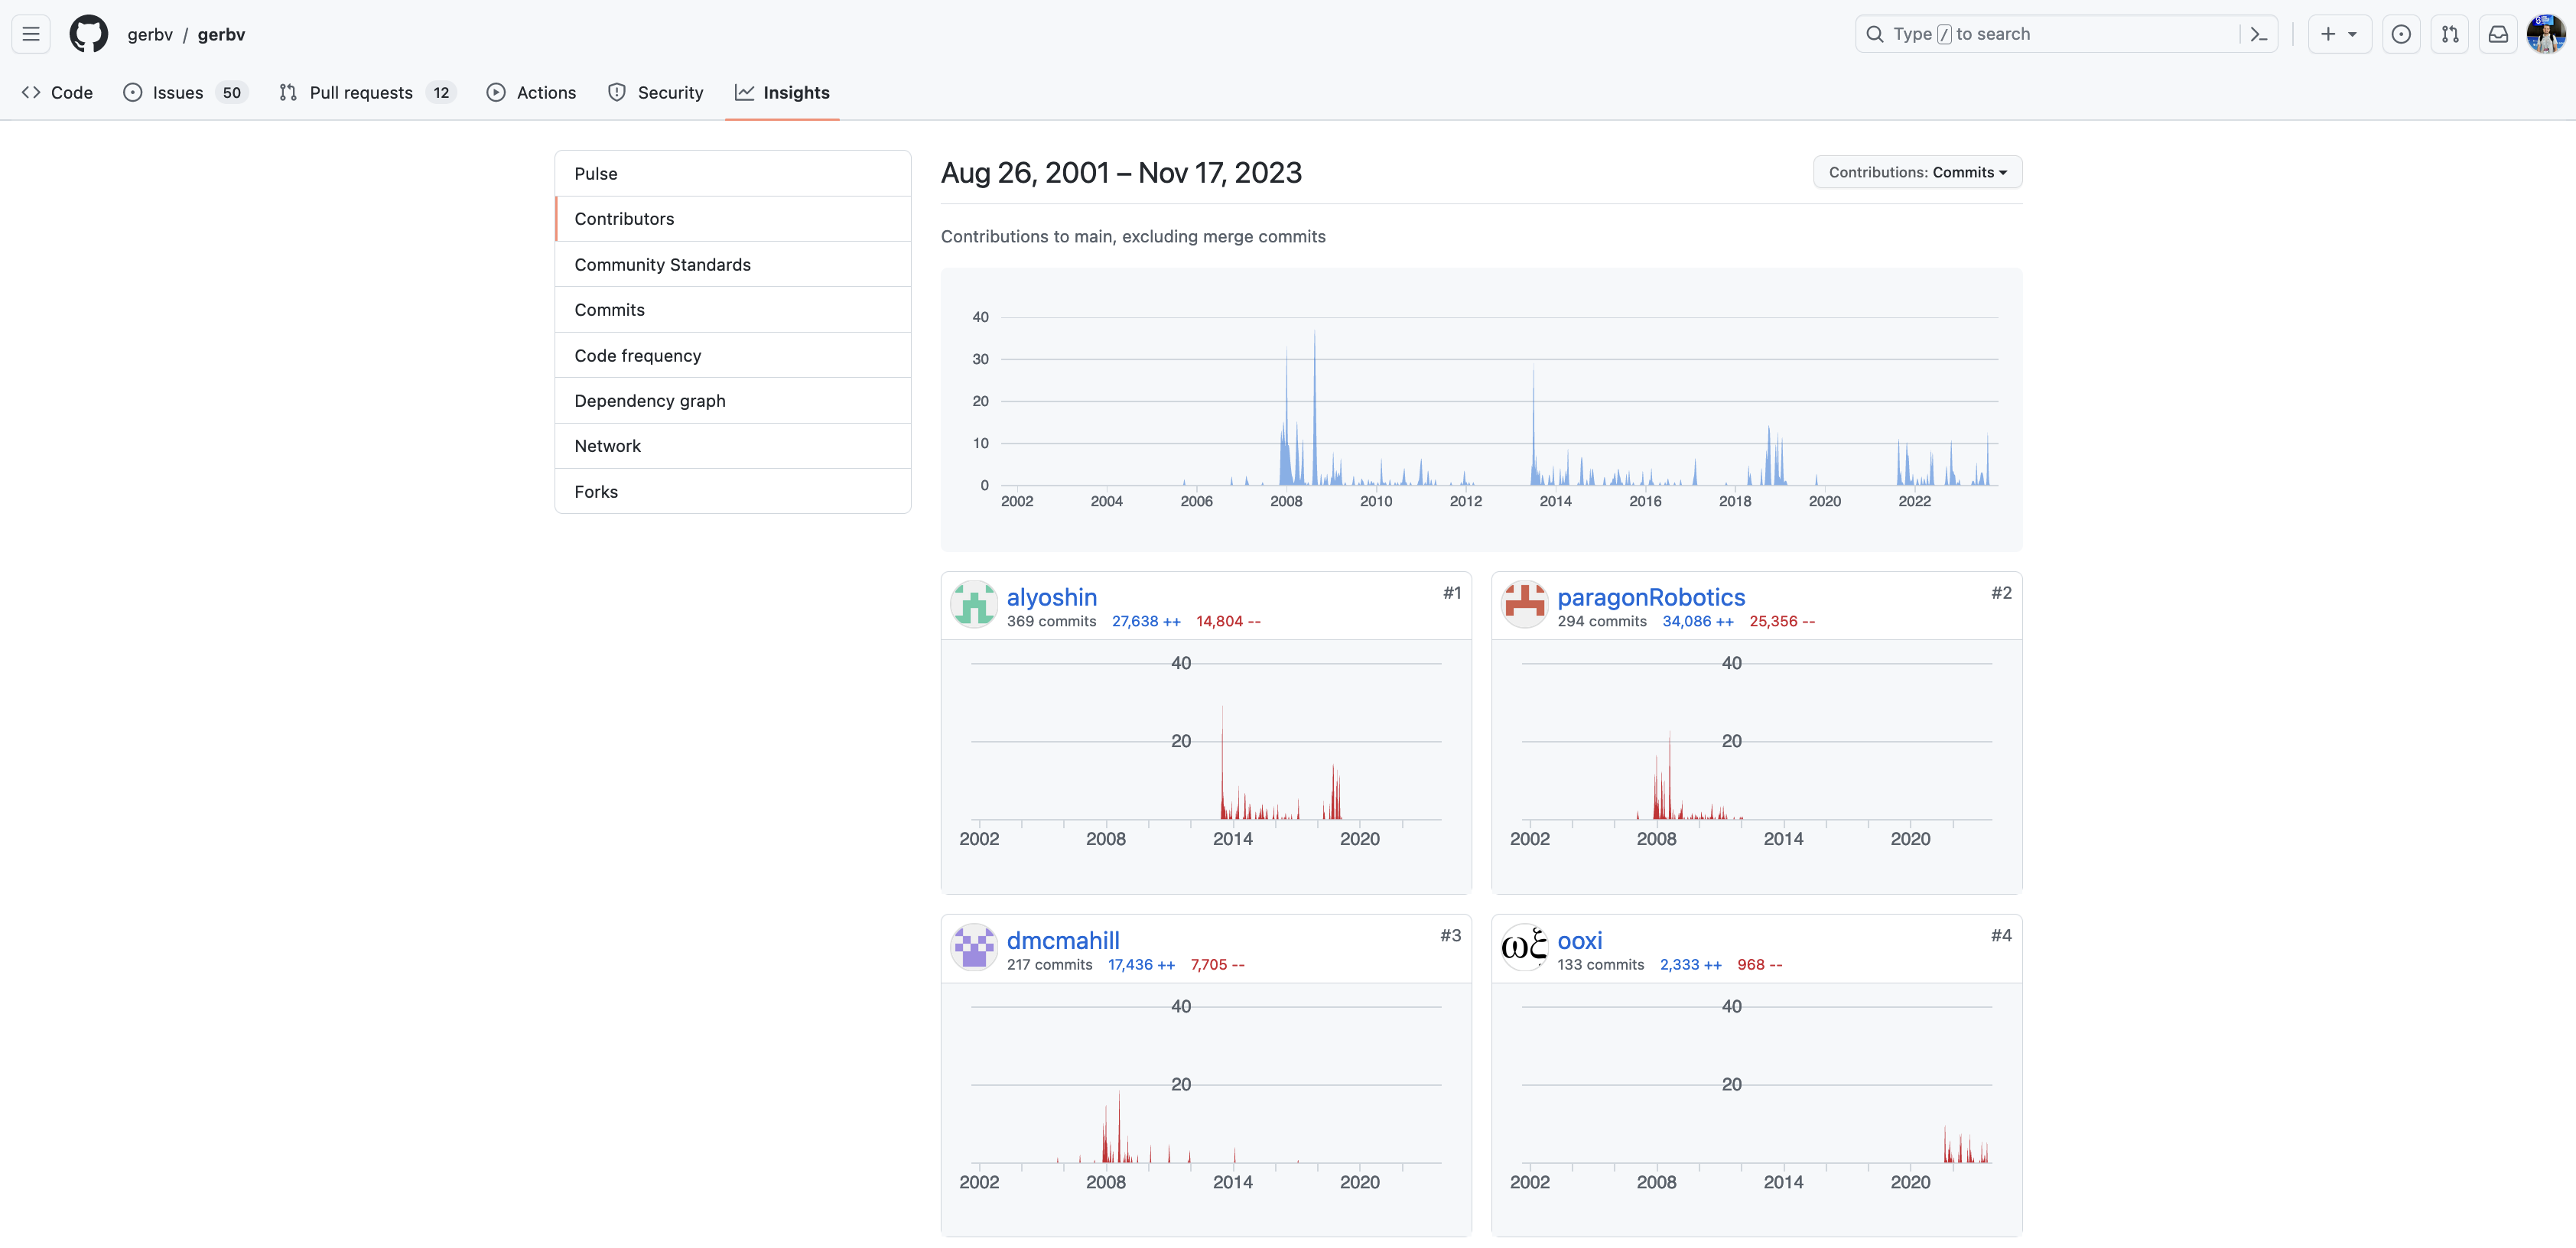 gerbv / gerbv
Type / to search
Code Issues 50 Pull requests 12 Actions Security Insights
Pulse
Contributors
Community Standards
Commits
Code frequency
Dependency graph
Network
Forks
Aug 26, 2001 – Nov 17, 2023
Contributions: Commits
Contributions to main, excluding merge commits
40
30
20
10
0
2002 2004 2006 2008 2010 2012 2014 2016 2018 2020 2022
alyoshin #1
369 commits 27,638 ++ 14,804 --
40
20
2002 2008 2014 2020
paragonRobotics #2
294 commits 34,086 ++ 25,356 --
40
20
2002 2008 2014 2020
dmcmahill #3
217 commits 17,436 ++ 7,705 --
40
20
2002 2008 2014 2020
ωξ
ooxi #4
133 commits 2,333 ++ 968 --
40
20
2002 2008 2014 2020